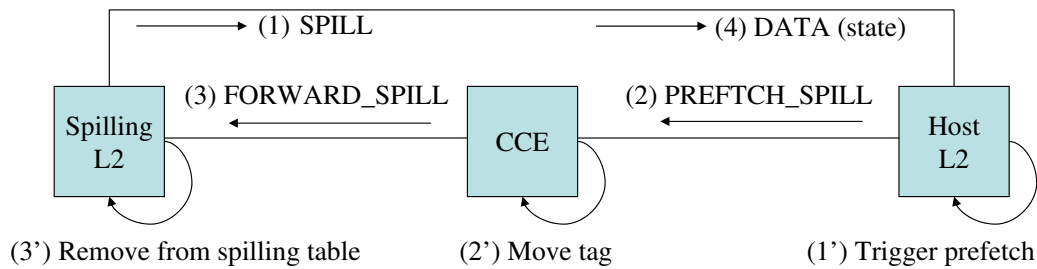 (1) SPILL
(4) DATA (state)
(3) FORWARD_SPILL
(2) PREFTCH_SPILL
Spilling
L2
CCE
Host
L2
(3’) Remove from spilling table
(2’) Move tag
(1’) Trigger prefetch